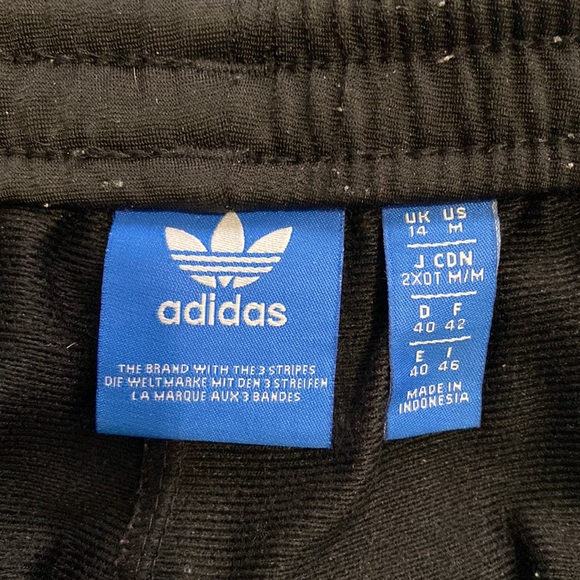 adidas
THE BRAND WITH THE 3 STRIPES
DIE WELTMARKE MIT DEN 3 STREIFEN
LA MARQUE AUX 3 BANDES
UK US
14 M
J CDN
2XOT M/M
D F
40 42
E I
40 46
MADE IN
INDONESIA